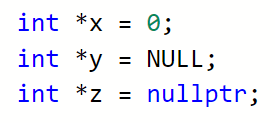 int *x = 0;
int *y = NULL;
int *z = nullptr;